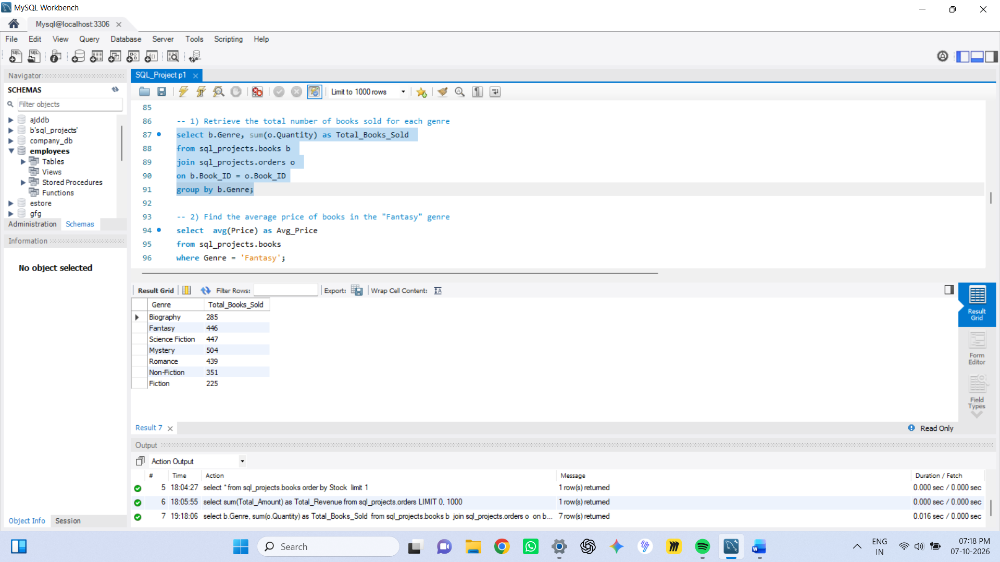 MySQL Workbench
Mysql@localhost:3306
File Edit View Query Database Server Tools Scripting Help
Navigator
SCHEMAS
Filter objects
ajddb
b'sql_projects'
company_db
employees
Tables
Views
Stored Procedures
Functions
estore
gfg
Administration Schemas
Information
No object selected
Object Info Session
SQL_Project p1
Limit to 1000 rows
85
86 -- 1) Retrieve the total number of books sold for each genre
87 select b.Genre, sum(o.Quantity) as Total_Books_Sold
88 from sql_projects.books b
89 join sql_projects.orders o
90 on b.Book_ID = o.Book_ID
91 group by b.Genre;
92
93 -- 2) Find the average price of books in the "Fantasy" genre
94 select  avg(Price) as Avg_Price
95 from sql_projects.books
96 where Genre = 'Fantasy';
Result Grid Filter Rows: Export: Wrap Cell Content:
Genre Total_Books_Sold
Biography 285
Fantasy 446
Science Fiction 447
Mystery 504
Romance 439
Non-Fiction 351
Fiction 225
Result Grid
Form Editor
Field Types
Result 7
Read Only
Output
Action Output
# Time Action Message Duration / Fetch
5 18:04:27 select * from sql_projects.books order by Stock  limit 1 1 row(s) returned 0.000 sec / 0.000 sec
6 18:05:55 select sum(Total_Amount) as Total_Revenue from sql_projects.orders LIMIT 0, 1000 1 row(s) returned 0.000 sec / 0.000 sec
7 19:18:06 select b.Genre, sum(o.Quantity) as Total_Books_Sold  from sql_projects.books b  join sql_projects.orders o  on b... 7 row(s) returned 0.016 sec / 0.000 sec
Search
ENG
IN
07:18 PM
07-10-2026